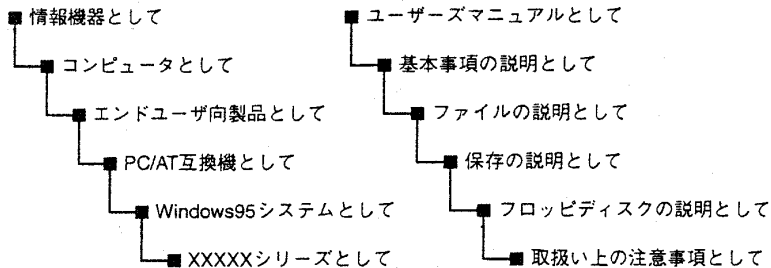 情報機器として
コンピュータとして
エンドユーザ向製品として
PC/AT互換機として
Windows95システムとして
XXXXXシリーズとして
ユーザーズマニュアルとして
基本事項の説明として
ファイルの説明として
保存の説明として
フロッピディスクの説明として
取扱い上の注意事項として